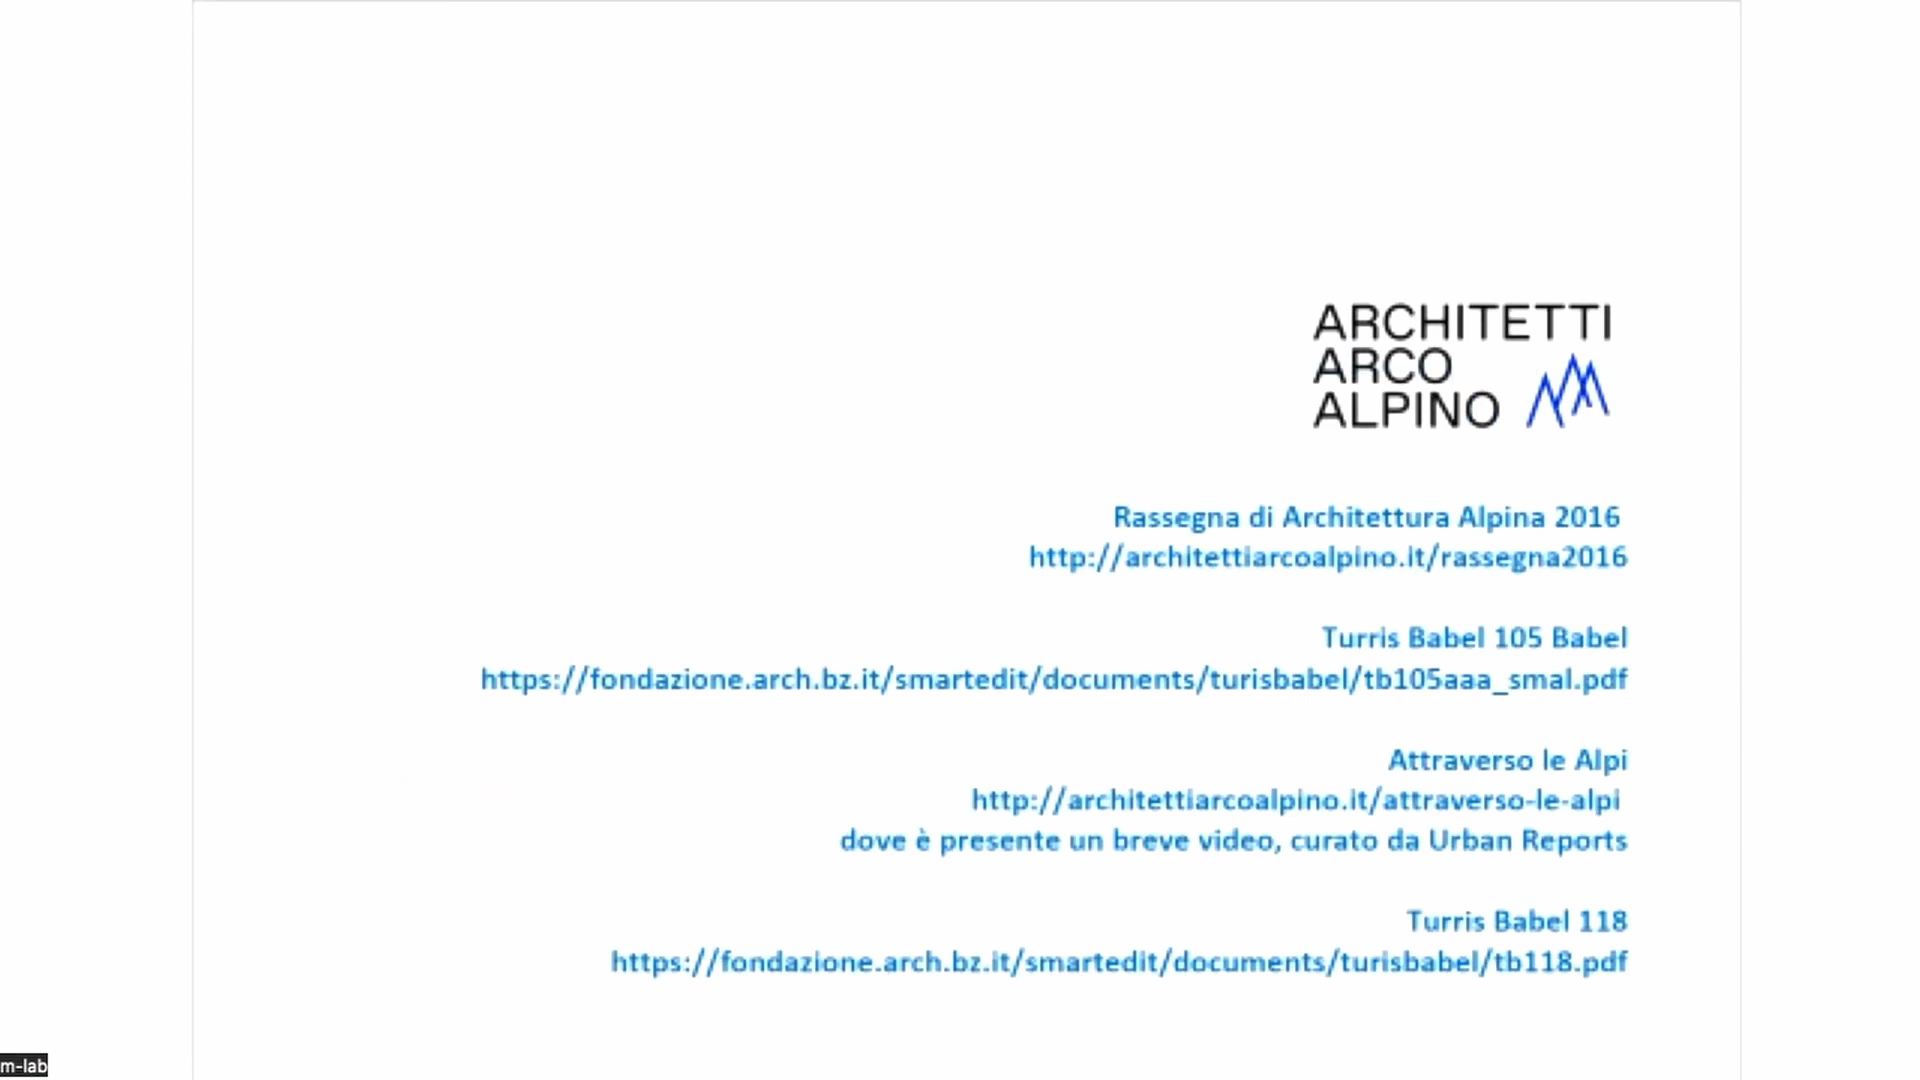 ARCHITETTI
ARCO
ALPINO
Rassegna di Architettura Alpina 2016
http://architettiarcoalpino.it/rassegna2016
Turris Babel 105 Babel
https://fondazione.arch.bz.it/smartedit/documents/turisbabel/tb105aaa_smal.pdf
Attraverso le Alpi
http://architettiarcoalpino.it/attraverso-le-alpi
dove è presente un breve video, curato da Urban Reports
Turris Babel 118
https://fondazione.arch.bz.it/smartedit/documents/turisbabel/tb118.pdf
m-lab